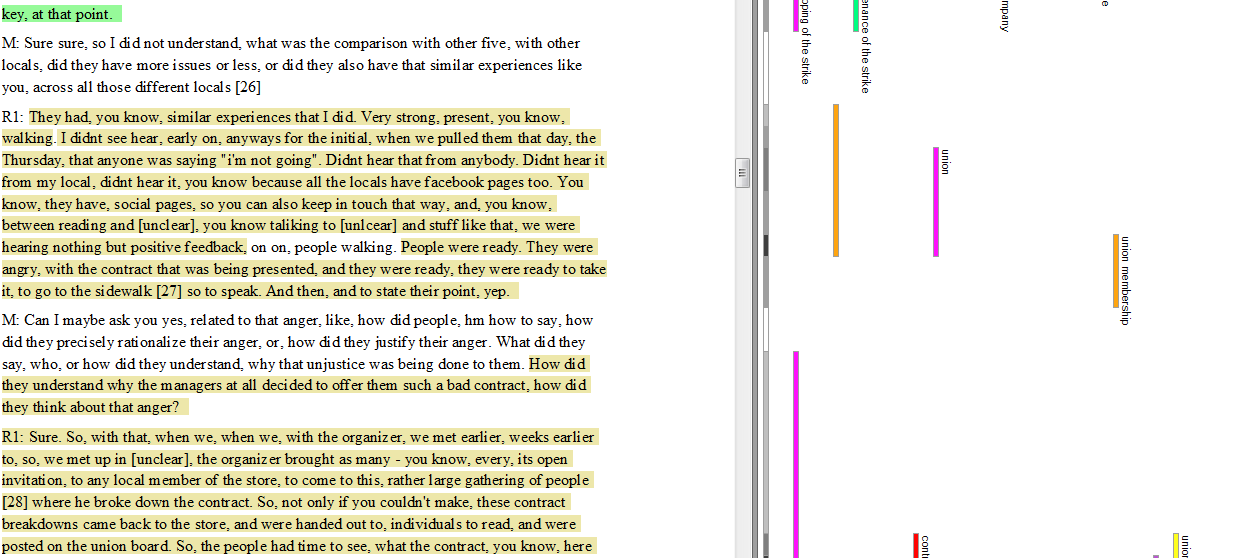 key, at that point.
M: Sure sure, so I did not understand, what was the comparison with other five, with other
locals, did they have more issues or less, or did they also have that similar experiences like
you, across all those different locals [26]
R1: They had, you know, similar experiences that I did. Very strong, present, you know,
walking. I didnt see hear, early on, anyways for the initial, when we pulled them that day, the
Thursday, that anyone was saying "i'm not going". Didnt hear that from anybody. Didnt hear it
from my local, didnt hear it, you know because all the locals have facebook pages too. You
know, they have, social pages, so you can also keep in touch that way, and, you know,
between reading and [unclear], you know taliking to [unlcear] and stuff like that, we were
hearing nothing but positive feedback, on on, people walking. People were ready. They were
angry, with the contract that was being presented, and they were ready, they were ready to take
it, to go to the sidewalk [27] so to speak. And then, and to state their point, yep.
M: Can I maybe ask you yes, related to that anger, like, how did people, hm how to say, how
did they precisely rationalize their anger, or, how did they justify their anger. What did they
say, who, or how did they understand, why that unjustice was being done to them. How did
they understand why the managers at all decided to offer them such a bad contract, how did
they think about that anger?
R1: Sure. So, with that, when we, when we, with the organizer, we met earlier, weeks earlier
to, so, we met up in [unclear], the organizer brought as many - you know, every, its open
invitation, to any local member of the store, to come to this, rather large gathering of people
[28] where he broke down the contract. So, not only if you couldn't make, these contract
breakdowns came back to the store, and were handed out to, individuals to read, and were
posted on the union board. So, the people had time to see, what the contract, you know, here
oping of the strike
enance of the strike
mpany
e
union
union membership
cont
union